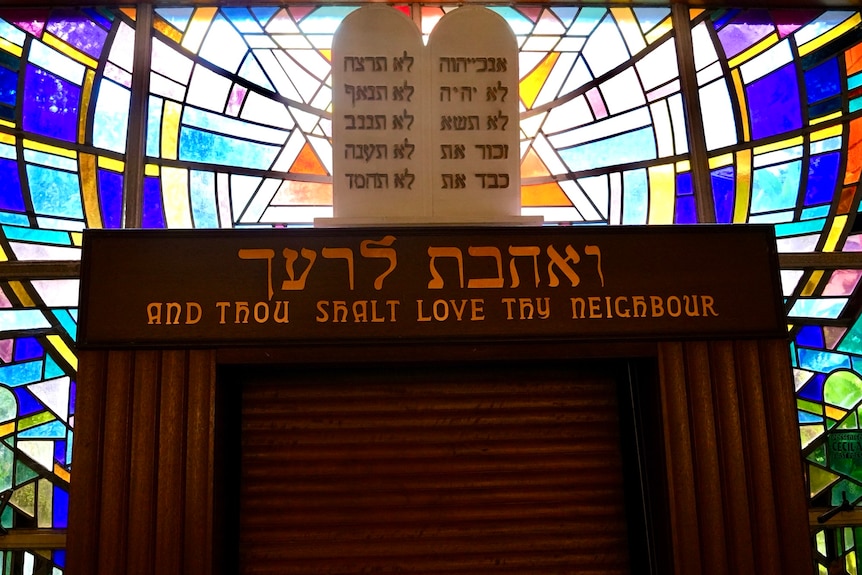 אנכי יהוה
לא יהיה
לא תשא
זכור את
כבד את
לא תרצח
לא תנאף
לא תגנב
לא תענה
לא תחמד
ואהבת לרעך
AND THOU SHALT LOVE THY NEIGHBOUR
CECIL